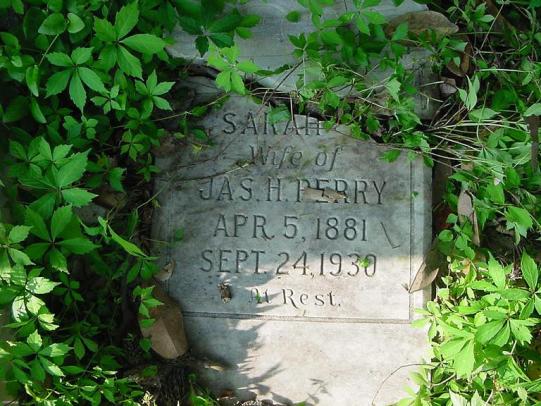 SARAH
Wife of
JAS. H. PERRY
APR. 5, 1881
SEPT. 24, 1930
At Rest.